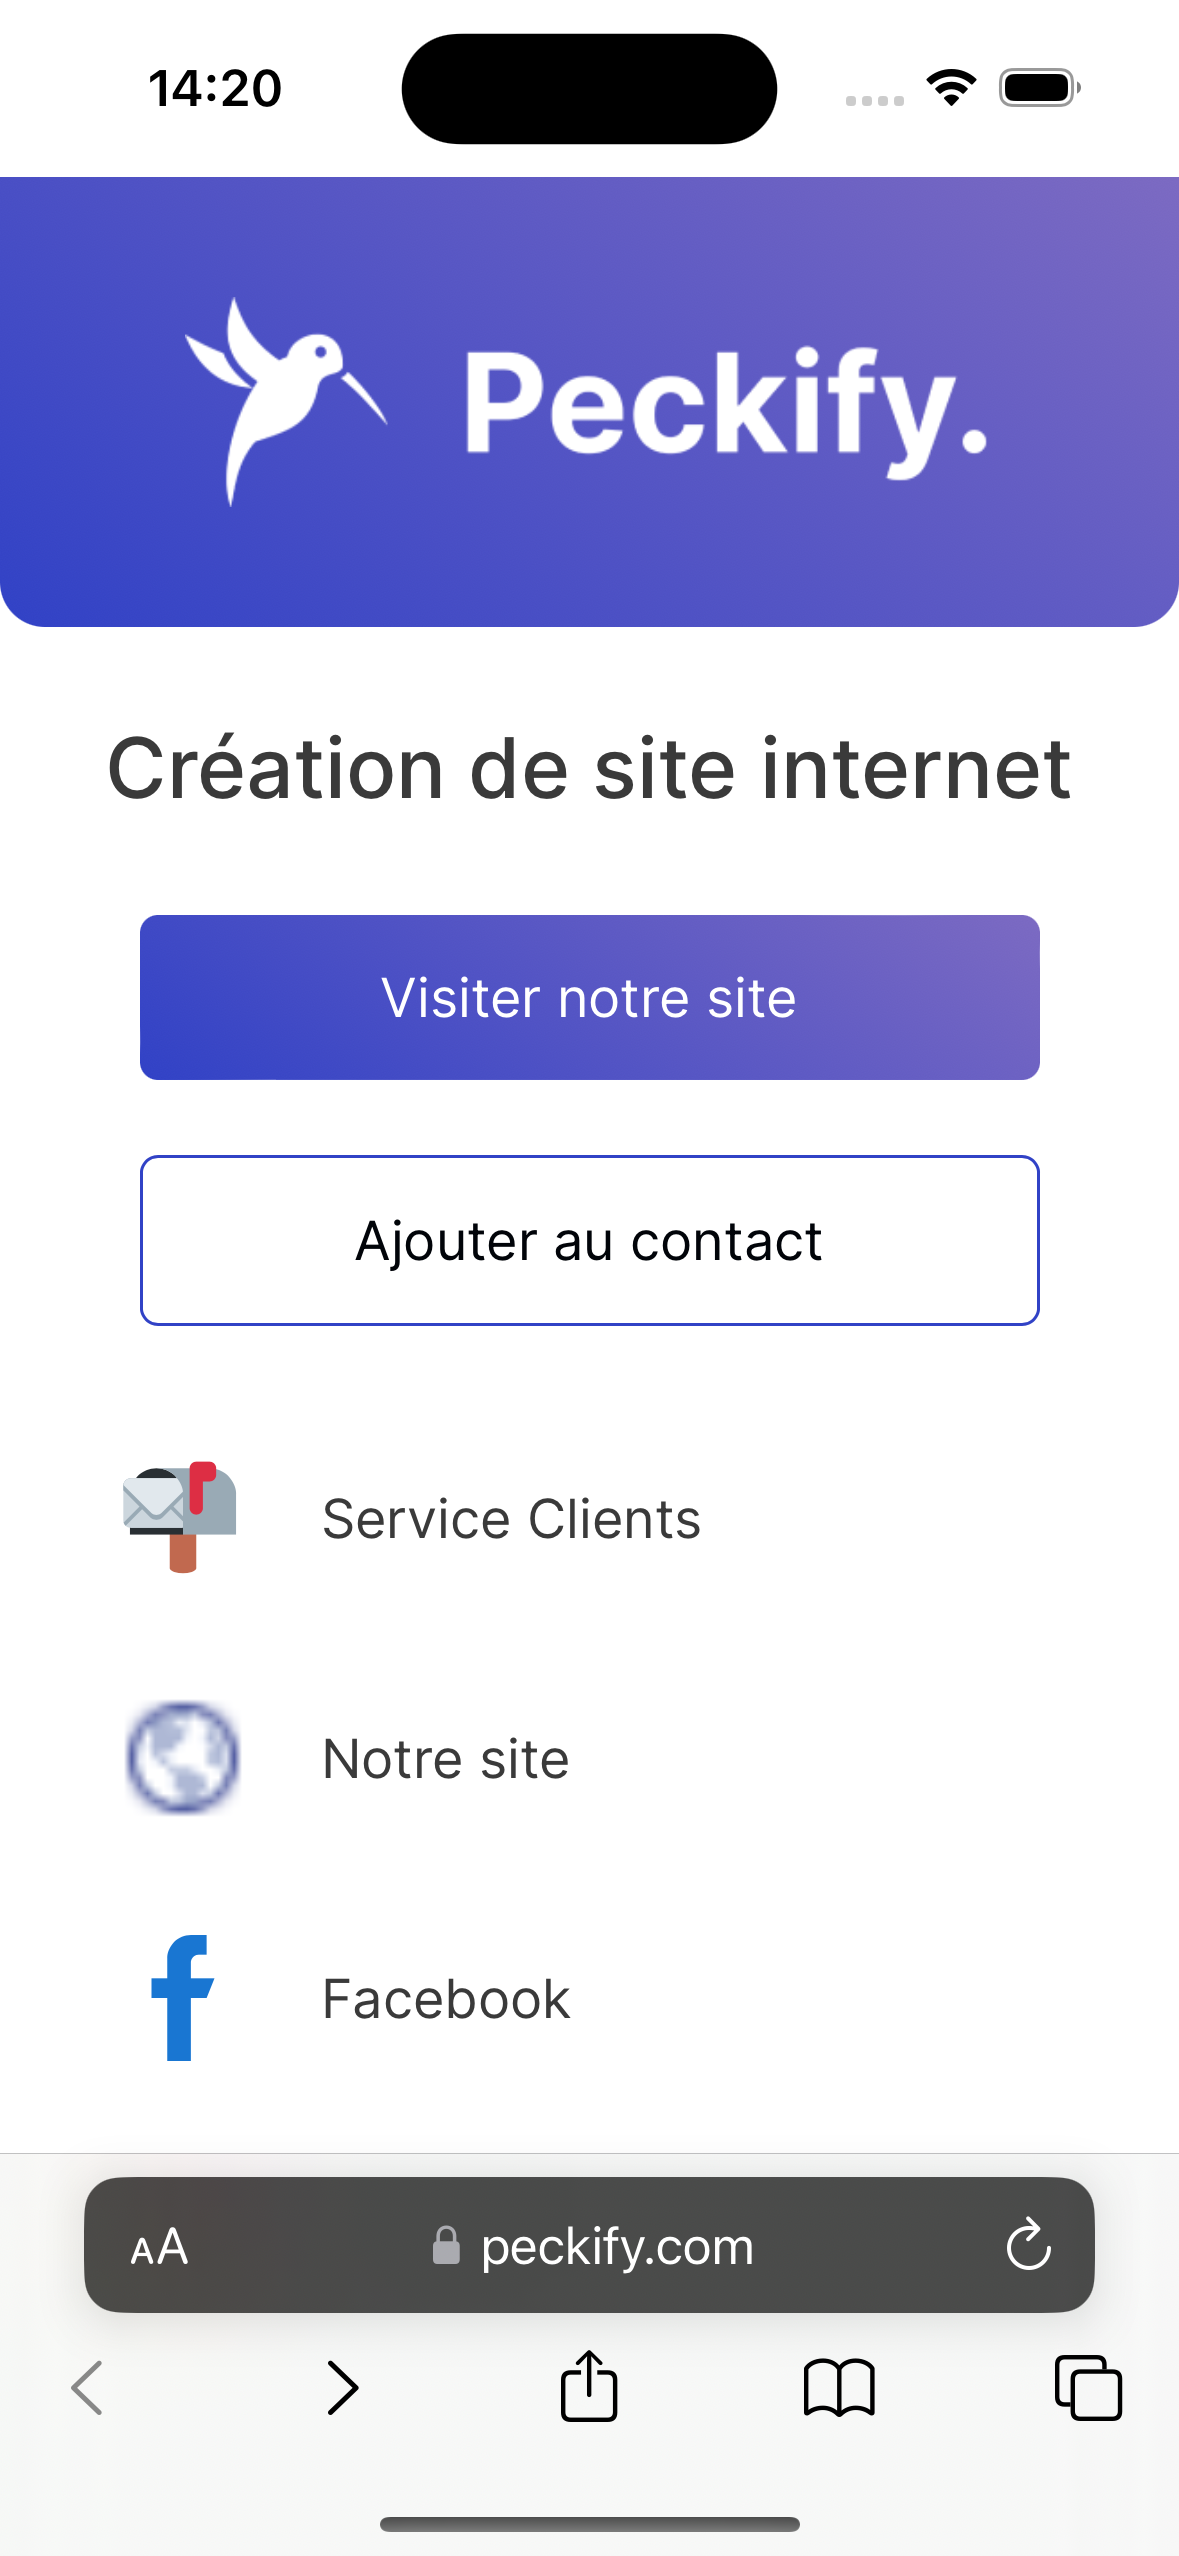 14:20
Peckify.
Création de site internet
Visiter notre site
Ajouter au contact
Service Clients
Notre site
Facebook
AA peckify.com